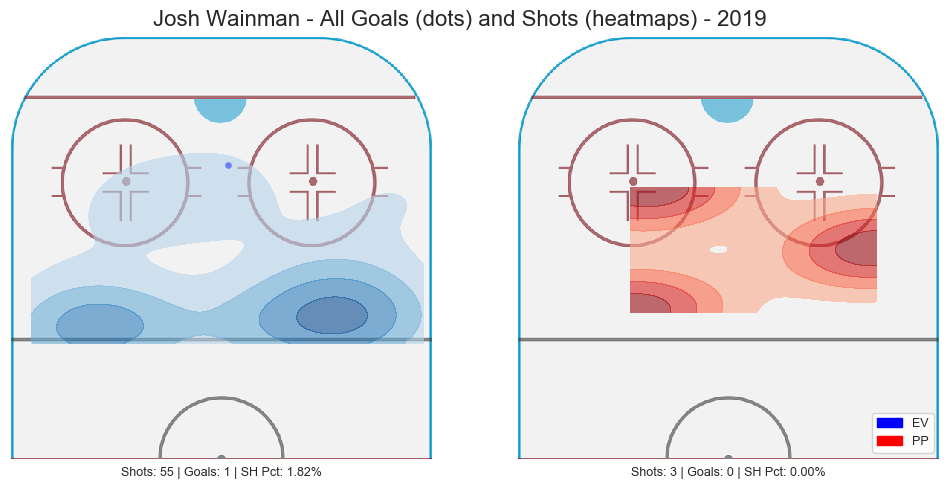 Josh Wainman - All Goals (dots) and Shots (heatmaps) - 2019
EV
PP
Shots: 55 | Goals: 1 | SH Pct: 1.82%
Shots: 3 | Goals: 0 | SH Pct: 0.00%